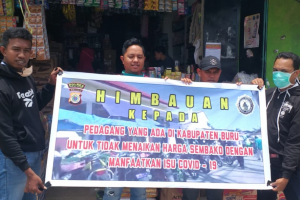 HIMBAUAN
KEPADA
PEDAGANG YANG ADA DI KABUPATEN BURU
UNTUK TIDAK MENAIKAN HARGA SEMBAKO DENGAN
MANFAATKAN ISU COVID - 19